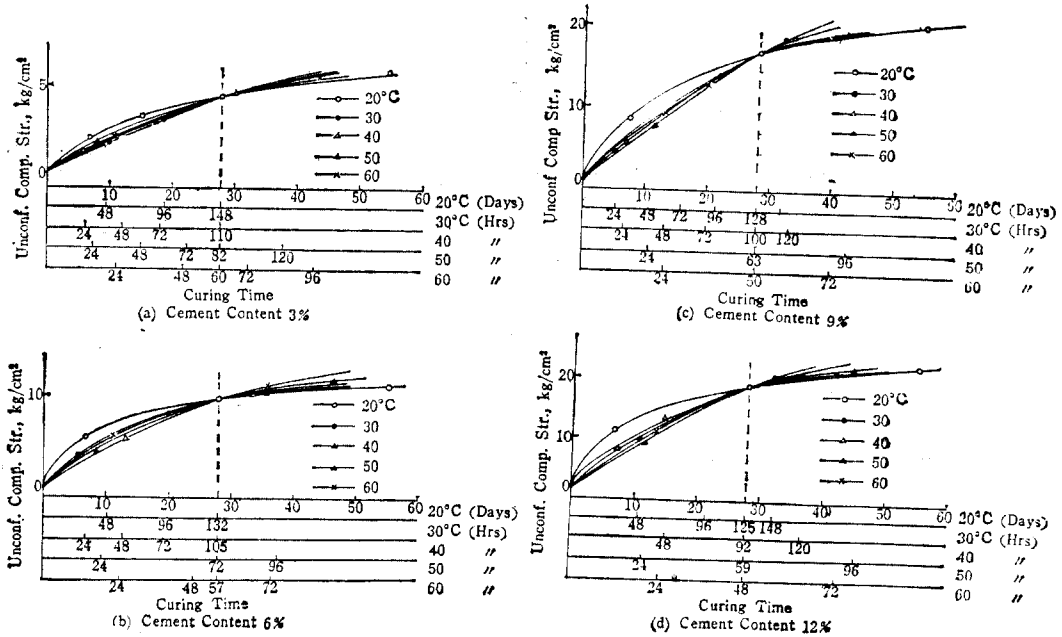 Unconf. Comp. Str., kg/cm²
5
0
20°C
30
40
50
60
10 20 30 40 50 60 20°C (Days)
48 96 148 30°C (Hrs)
24 48 72 110 40 〃
24 48 72 82 120 50 〃
24 48 60 72 96 60 〃
Curing Time
(a) Cement Content 3%
Unconf. Comp. Str., kg/cm²
10
0
20°C
30
40
50
60
10 20 30 40 50 60 20°C (Days)
48 96 132 30°C (Hrs)
24 48 72 105 40 〃
24 72 96 50 〃
24 48 57 72 60 〃
Curing Time
(b) Cement Content 6%
Unconf. Comp Str., kg/cm²
20
10
0
20°C
30
40
50
60
10 20 30 40 50 20°C (Days)
24 48 72 96 128 30°C (Hrs)
24 48 72 100 120 40 〃
24 63 96 50 〃
24 50 72 60 〃
Curing Time
(c) Cement Content 9%
Unconf. Comp. Str., kg/cm²
20
10
0
20°C
30
40
50
60
10 20 28 30 40 50 60 20°C (Days)
48 96 125 148 30°C (Hrs)
48 92 120 40 〃
24 59 96 50 〃
24 48 72 60 〃
Curing Time
(d) Cement Content 12%